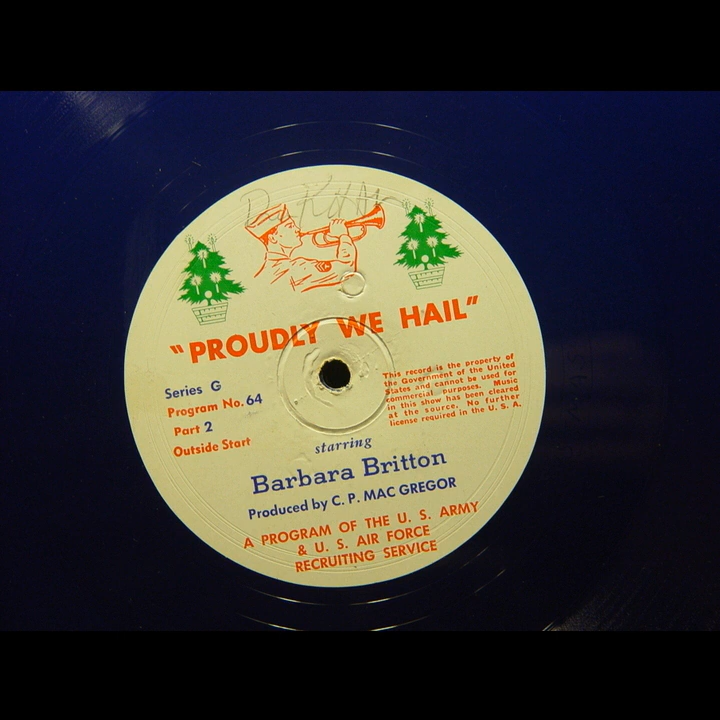 "PROUDLY WE HAIL"
Series G
Program No. 64
Part 2
Outside Start
This record is the property of
the Government of the United
States and cannot be used for
commercial purposes. Music
in this show has been cleared
at the source. No further
license required in the U. S. A.
starring
Barbara Britton
Produced by C. P. MAC GREGOR
A PROGRAM OF THE U. S. ARMY
& U. S. AIR FORCE
RECRUITING SERVICE